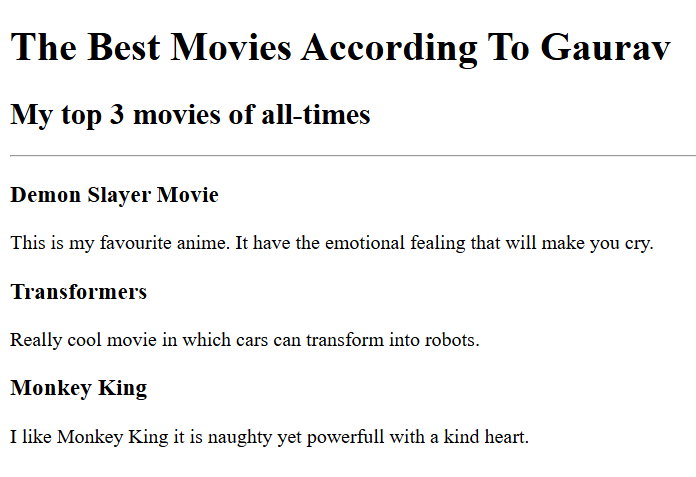 The Best Movies According To Gaurav
My top 3 movies of all-times
Demon Slayer Movie
This is my favourite anime. It have the emotional fealing that will make you cry.
Transformers
Really cool movie in which cars can transform into robots.
Monkey King
I like Monkey King it is naughty yet powerfull with a kind heart.